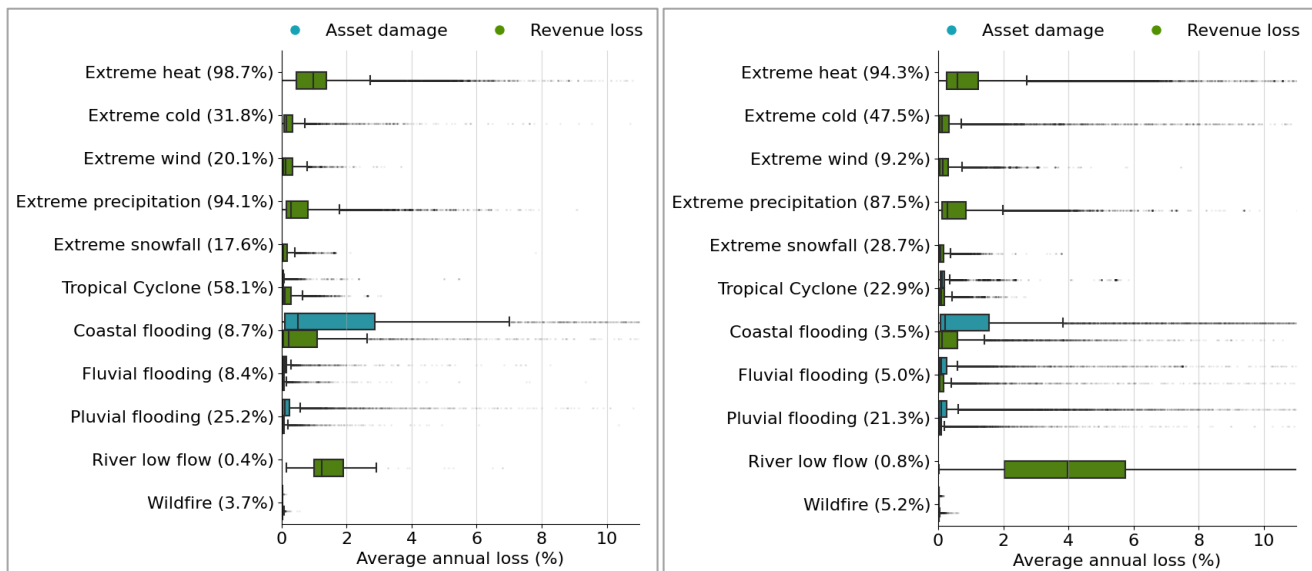 Asset damage Revenue loss
Extreme heat (98.7%)
Extreme cold (31.8%)
Extreme wind (20.1%)
Extreme precipitation (94.1%)
Extreme snowfall (17.6%)
Tropical Cyclone (58.1%)
Coastal flooding (8.7%)
Fluvial flooding (8.4%)
Pluvial flooding (25.2%)
River low flow (0.4%)
Wildfire (3.7%)
0 2 4 6 8 10
Average annual loss (%)
Asset damage Revenue loss
Extreme heat (94.3%)
Extreme cold (47.5%)
Extreme wind (9.2%)
Extreme precipitation (87.5%)
Extreme snowfall (28.7%)
Tropical Cyclone (22.9%)
Coastal flooding (3.5%)
Fluvial flooding (5.0%)
Pluvial flooding (21.3%)
River low flow (0.8%)
Wildfire (5.2%)
0 2 4 6 8 10
Average annual loss (%)